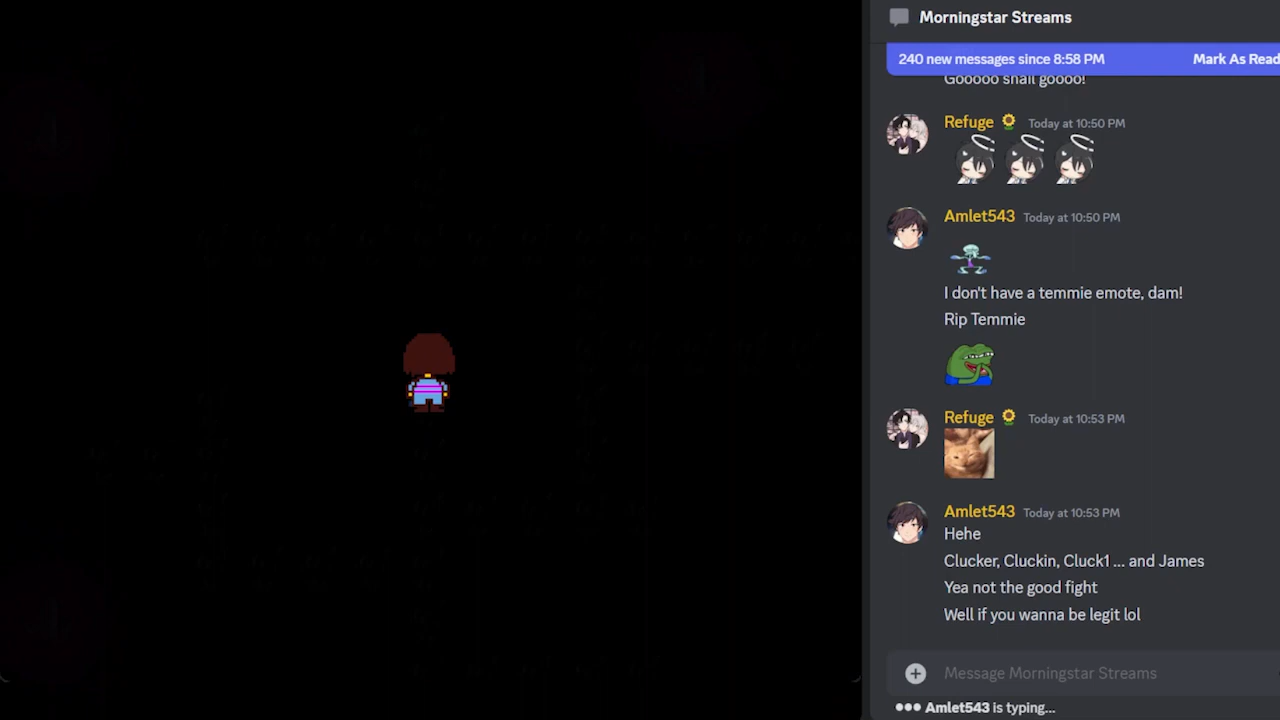 Morningstar Streams
240 new messages since 8:58 PM Mark As Read
Gooooo snail goooo!
Refuge Today at 10:50 PM
Amlet543 Today at 10:50 PM
I don't have a temmie emote, dam!
Rip Temmie
Refuge Today at 10:53 PM
Amlet543 Today at 10:53 PM
Hehe
Clucker, Cluckin, Cluck1 ... and James
Yea not the good fight
Well if you wanna be legit lol
Message Morningstar Streams
Amlet543 is typing...